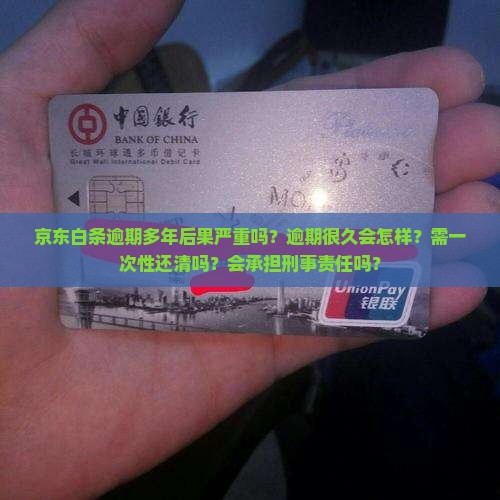 中国银行
BANK OF CHINA
长城环球通多币借记卡
Great Wall International Debit Card
京东白条逾期多年后果严重吗？逾期很久会怎样？需一
次性还清吗？会承担刑事责任吗？
UnionPay
银联